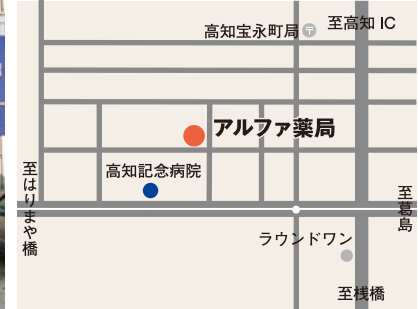 至高知 IC
高知宝永町局
アルファ薬局
高知記念病院
至はりまや橋
至葛島
ラウンドワン
至桟橋